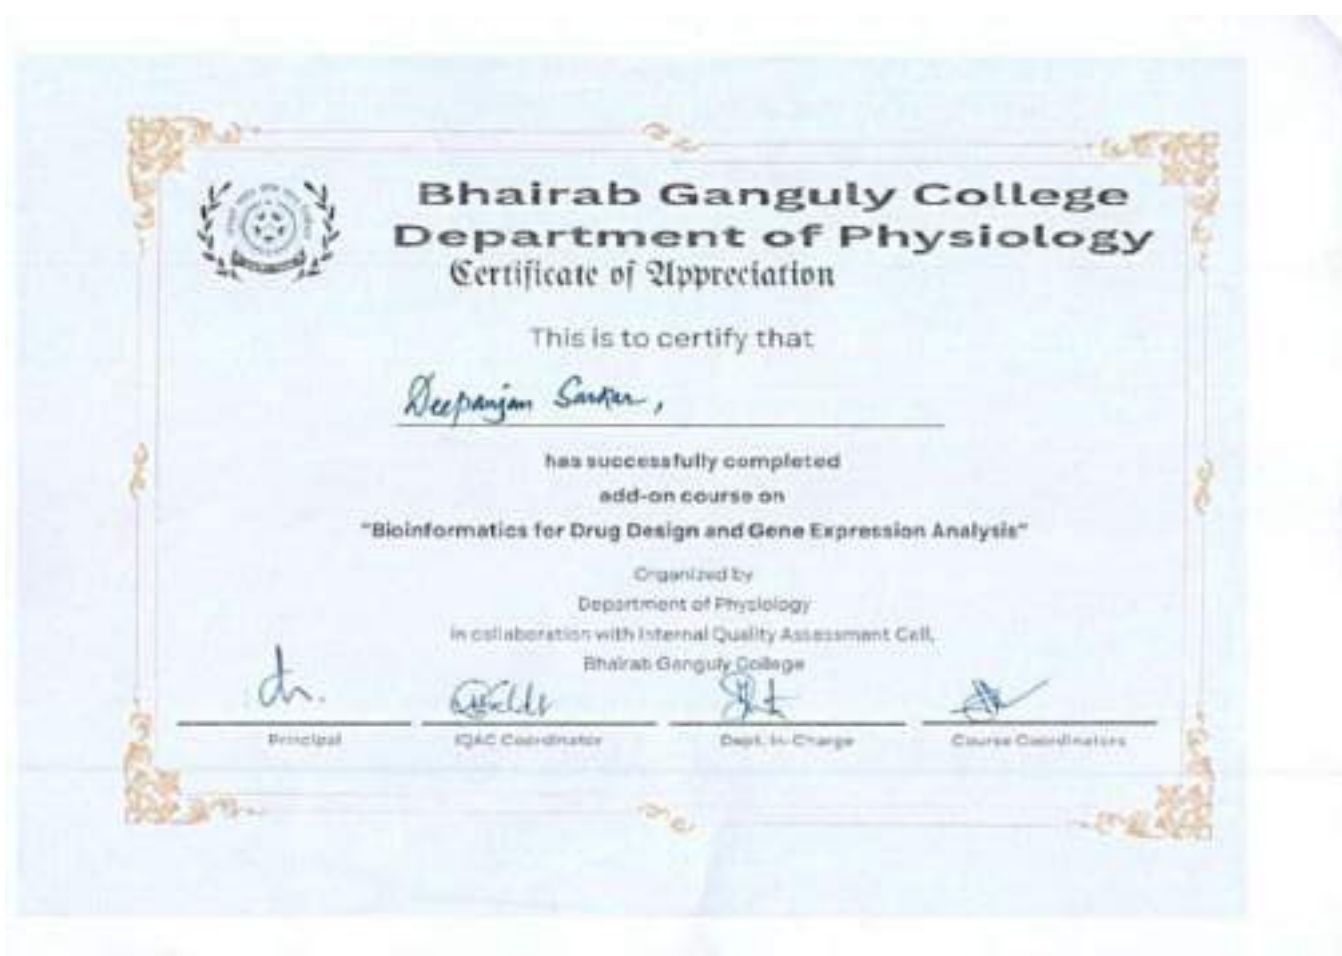 Bhairab Ganguly College
Department of Physiology
Certificate of Appreciation
This is to certify that
Deepanjan Sarkar,
has successfully completed
add-on course on
"Bioinformatics for Drug Design and Gene Expression Analysis"
Organized by
Department of Physiology
in collaboration with Internal Quality Assessment Cell,
Bhairab Ganguly College
Principal
IQAC Coordinator
Dept. In-Charge
Course Coordinators